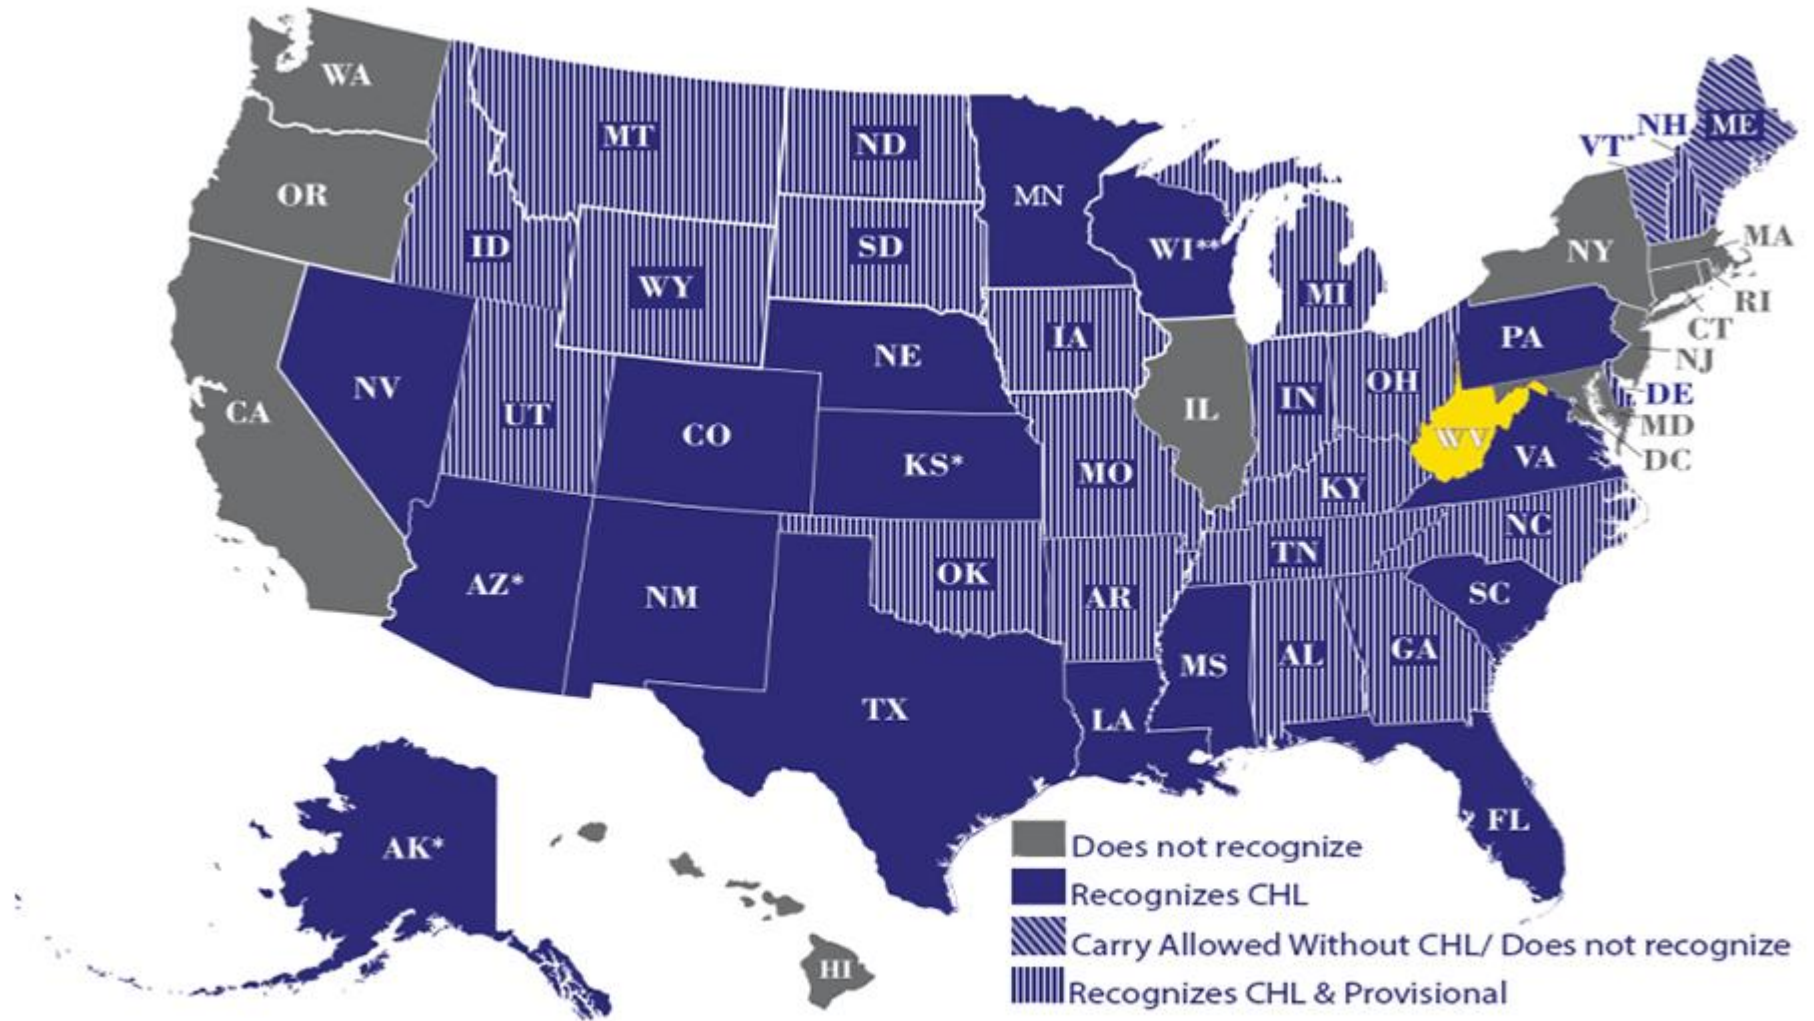 WA
MT
ND
MN
OR
ID
WY
SD
WI**
MI
VT*
NH
ME
NY
MA
RI
CT
NJ
PA
DE
MD
DC
NV
CA
UT
CO
NE
IA
KS*
MO
IL
IN
OH
WV
VA
KY
NC
TN
SC
AZ*
NM
OK
AR
TX
LA
MS
AL
GA
FL
AK*
HI
Does not recognize
Recognizes CHL
Carry Allowed Without CHL/ Does not recognize
Recognizes CHL & Provisional